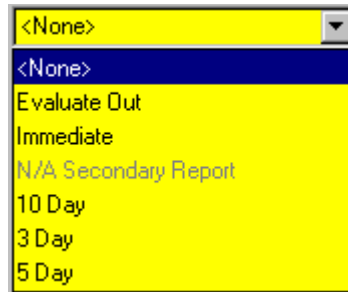 <None>
<None>
Evaluate Out
Immediate
N/A Secondary Report
10 Day
3 Day
5 Day